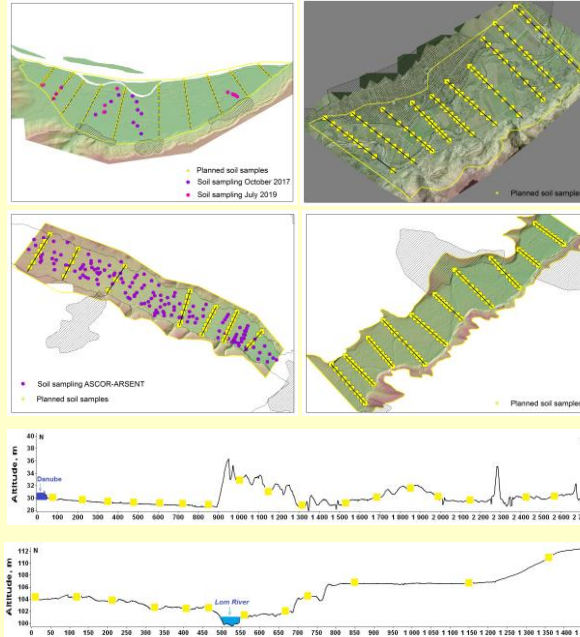 Planned soil samples
Soil sampling October 2017
Soil sampling July 2019
Planned soil sample
Soil sampling ASCOR-ARSENT
Planned soil samples
Planned soil sample
Altitude, m
40
38
36
34
32
30
28
N
Danube
0 50 100 200 300 400 500 600 700 800 900 1 000 1 100 1 200 1 300 1 400 1 500 1 600 1 700 1 800 1 900 2 000 2 100 2 200 2 300 2 400 2 500 2 600
Altitude, m
112
110
108
106
104
102
100
N
Lom River
0 50 100 150 200 250 300 350 400 450 500 550 600 650 700 750 800 850 900 950 1 000 1 050 1 100 1 150 1 200 1 250 1 300 1 350 1 400